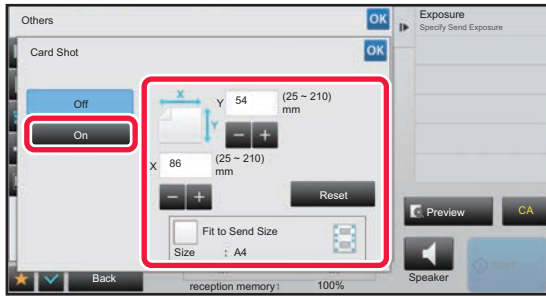 Others
OK
Exposure
Specify Send Exposure
Card Shot
OK
X
Y
Off
On
Y 54 (25 ~ 210)
mm
X 86 (25 ~ 210)
mm
Reset
Fit to Send Size
Size : A4
Preview
CA
Back
reception memory: 100%
Speaker
Start